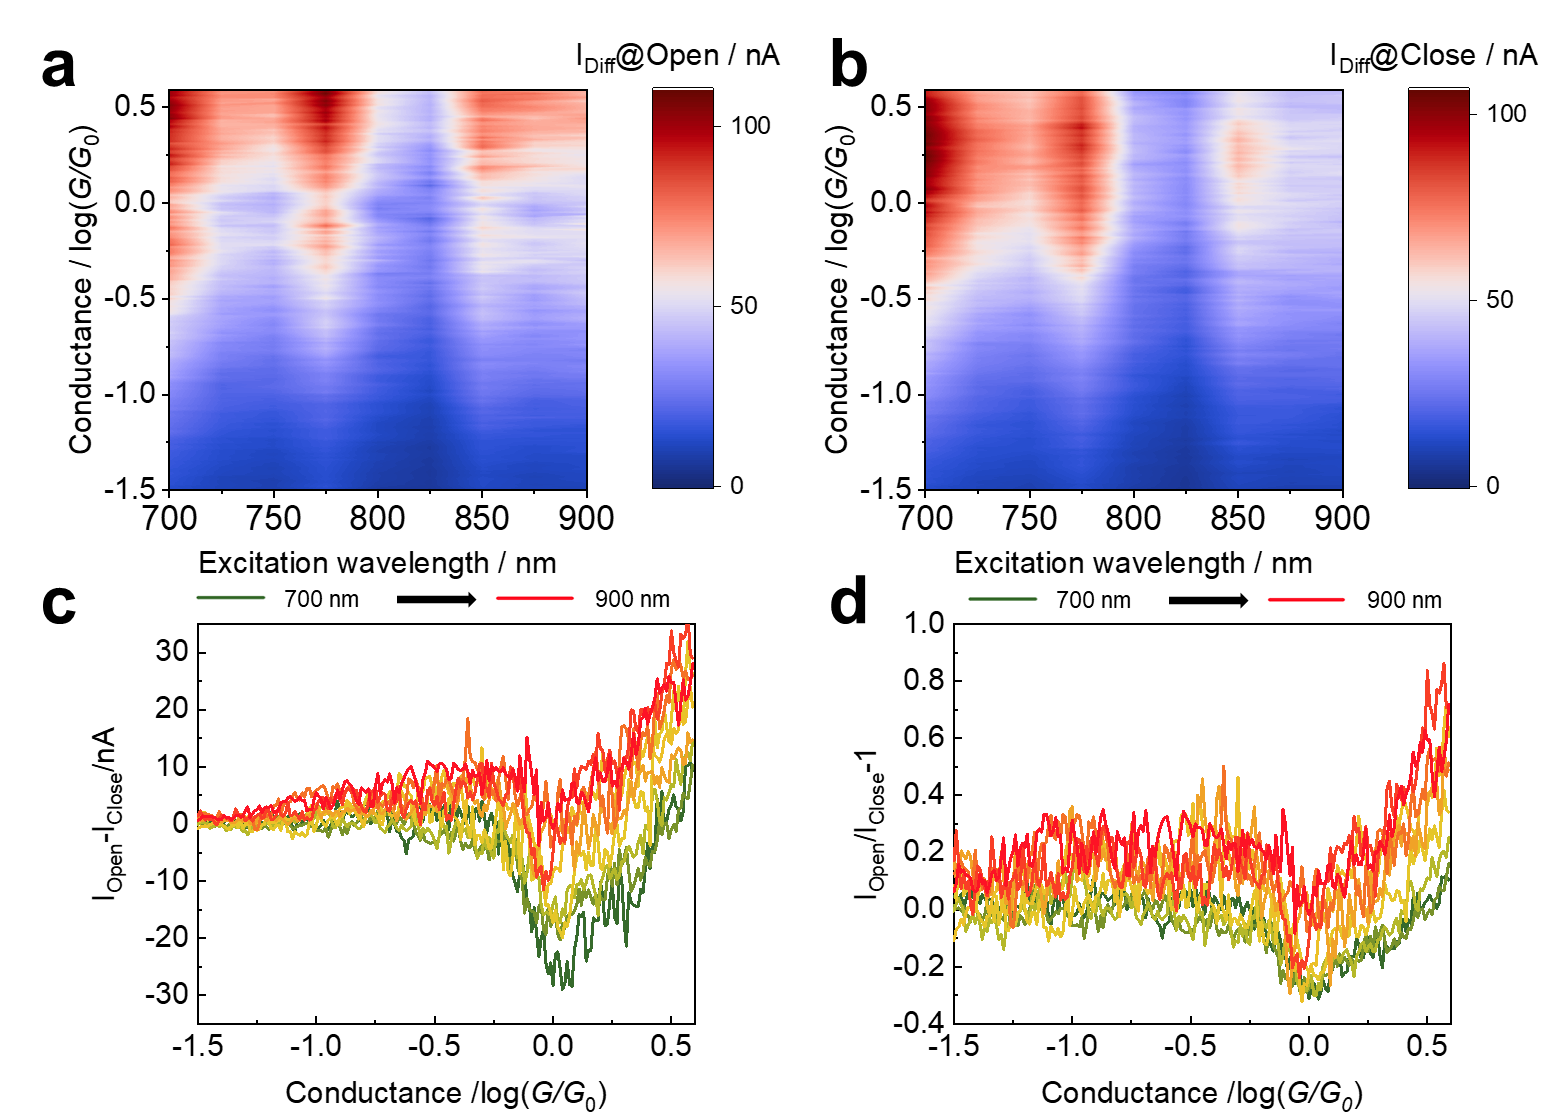 a
I_Diff@Open / nA
Conductance / log(G/G_0)
0.5
0.0
-0.5
-1.0
-1.5
700 750 800 850 900
Excitation wavelength / nm
100
50
0
b
I_Diff@Close / nA
Conductance / log(G/G_0)
0.5
0.0
-0.5
-1.0
-1.5
700 750 800 850 900
Excitation wavelength / nm
100
50
0
c
700 nm 900 nm
I_Open-I_Close/nA
30
20
10
0
-10
-20
-30
-1.5 -1.0 -0.5 0.0 0.5
Conductance /log(G/G_0)
d
700 nm 900 nm
I_Open/I_Close-1
1.0
0.8
0.6
0.4
0.2
0.0
-0.2
-0.4
-1.5 -1.0 -0.5 0.0 0.5
Conductance /log(G/G_0)